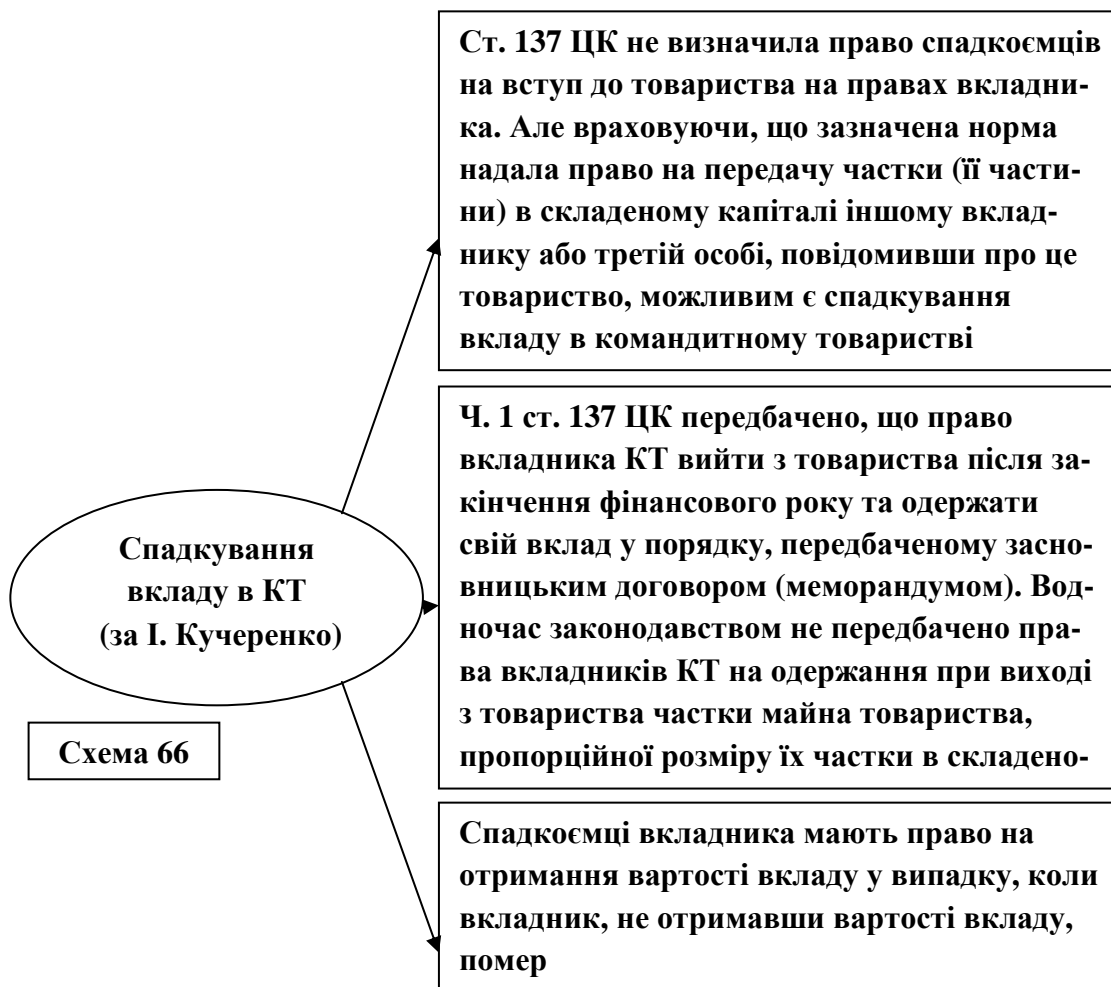 Ст. 137 ЦК не визначила право спадкоємців
на вступ до товариства на правах вкладни-
ка. Але враховуючи, що зазначена норма
надала право на передачу частки (її части-
ни) в складеному капіталі іншому вклад-
нику або третій особі, повідомивши про це
товариство, можливим є спадкування
вкладу в командитному товаристві
Ч. 1 ст. 137 ЦК передбачено, що право
вкладника КТ вийти з товариства після за-
кінчення фінансового року та одержати
свій вклад у порядку, передбаченому засно-
вницьким договором (меморандумом). Вод-
ночас законодавством не передбачено пра-
ва вкладників КТ на одержання при виході
з товариства частки майна товариства,
пропорційної розміру їх частки в складено-
Спадкування
вкладу в КТ
(за І. Кучеренко)
Схема 66
Спадкоємці вкладника мають право на
отримання вартості вкладу у випадку, коли
вкладник, не отримавши вартості вкладу,
помер